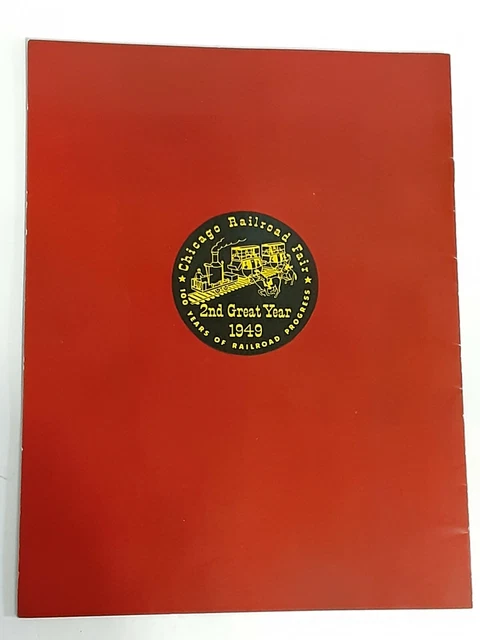 Chicago Railroad Fair
2nd Great Year
1949
100 YEARS OF RAILROAD PROGRESS